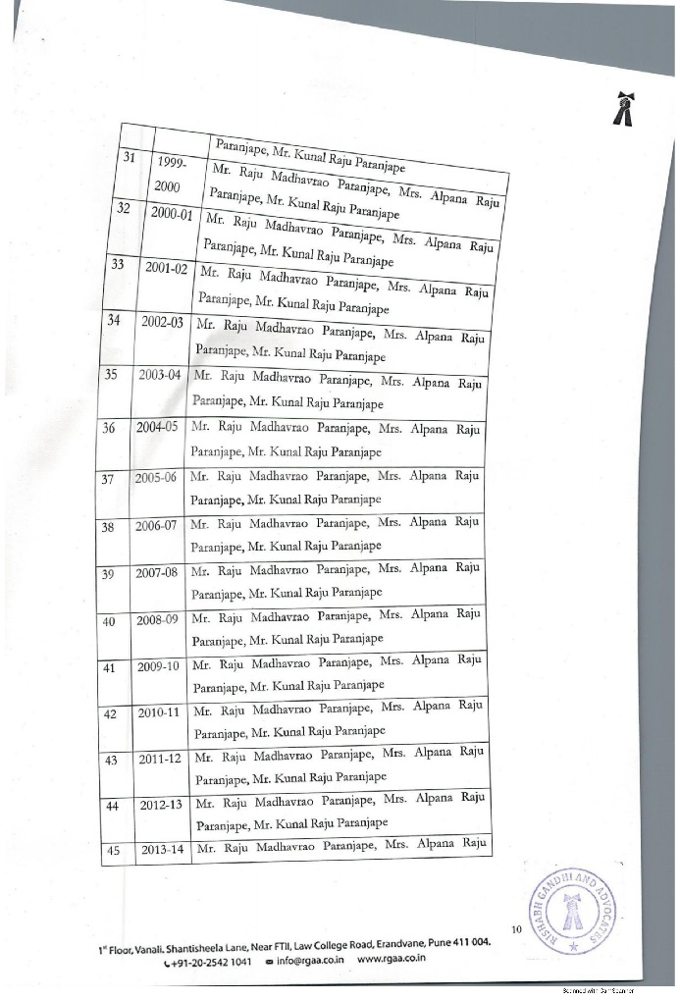 Paranjape, Mr. Kunal Raju Paranjape
31 1999- Mr. Raju Madhavrao Paranjape, Mrs. Alpana Raju
2000 Paranjape, Mr. Kunal Raju Paranjape
32 2000-01 Mr. Raju Madhavrao Paranjape, Mrs. Alpana Raju
Paranjape, Mr. Kunal Raju Paranjape
33 2001-02 Mr. Raju Madhavrao Paranjape, Mrs. Alpana Raju
Paranjape, Mr. Kunal Raju Paranjape
34 2002-03 Mr. Raju Madhavrao Paranjape, Mrs. Alpana Raju
Paranjape, Mr. Kunal Raju Paranjape
35 2003-04 Mr. Raju Madhavrao Paranjape, Mrs. Alpana Raju
Paranjape, Mr. Kunal Raju Paranjape
36 2004-05 Mr. Raju Madhavrao Paranjape, Mrs. Alpana Raju
Paranjape, Mr. Kunal Raju Paranjape
37 2005-06 Mr. Raju Madhavrao Paranjape, Mrs. Alpana Raju
Paranjape, Mr. Kunal Raju Paranjape
38 2006-07 Mr. Raju Madhavrao Paranjape, Mrs. Alpana Raju
Paranjape, Mr. Kunal Raju Paranjape
39 2007-08 Mr. Raju Madhavrao Paranjape, Mrs. Alpana Raju
Paranjape, Mr. Kunal Raju Paranjape
40 2008-09 Mr. Raju Madhavrao Paranjape, Mrs. Alpana Raju
Paranjape, Mr. Kunal Raju Paranjape
41 2009-10 Mr. Raju Madhavrao Paranjape, Mrs. Alpana Raju
Paranjape, Mr. Kunal Raju Paranjape
42 2010-11 Mr. Raju Madhavrao Paranjape, Mrs. Alpana Raju
Paranjape, Mr. Kunal Raju Paranjape
43 2011-12 Mr. Raju Madhavrao Paranjape, Mrs. Alpana Raju
Paranjape, Mr. Kunal Raju Paranjape
44 2012-13 Mr. Raju Madhavrao Paranjape, Mrs. Alpana Raju
Paranjape, Mr. Kunal Raju Paranjape
45 2013-14 Mr. Raju Madhavrao Paranjape, Mrs. Alpana Raju
10
RISHABH GANDHI AND ADVOCATES
1st Floor, Vanali, Shantisheela Lane, Near FTII, Law College Road, Erandvane, Pune 411 004.
+91-20-2542 1041 info@rgaa.co.in www.rgaa.co.in
Scanned with CamScanner